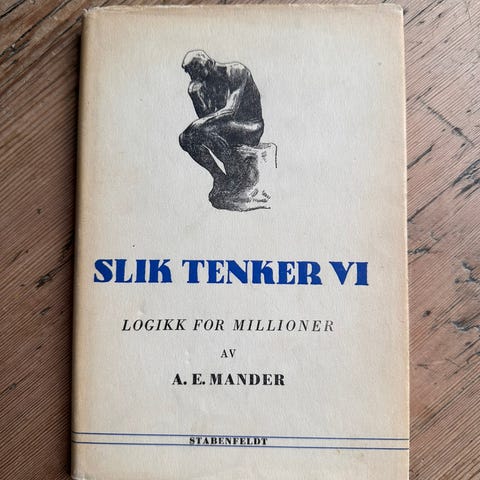 SLIK TENKER VI
LOGIKK FOR MILLIONER
AV
A. E. MANDER
STABENFELDT